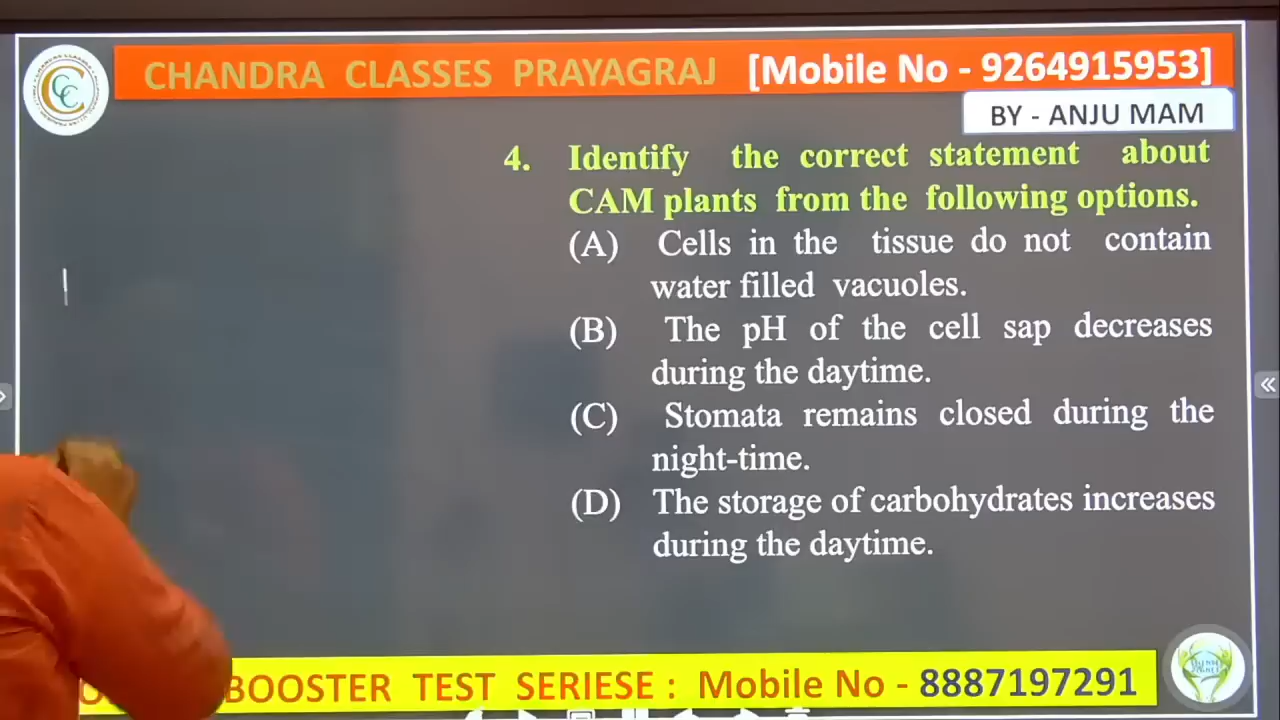 CHANDRA CLASSES PRAYAGRAJ [Mobile No - 9264915953]
BY - ANJU MAM
4. Identify the correct statement about
CAM plants from the following options.
(A) Cells in the tissue do not contain
water filled vacuoles.
(B) The pH of the cell sap decreases
during the daytime.
(C) Stomata remains closed during the
night-time.
(D) The storage of carbohydrates increases
during the daytime.
BOOSTER TEST SERIESE : Mobile No - 8887197291